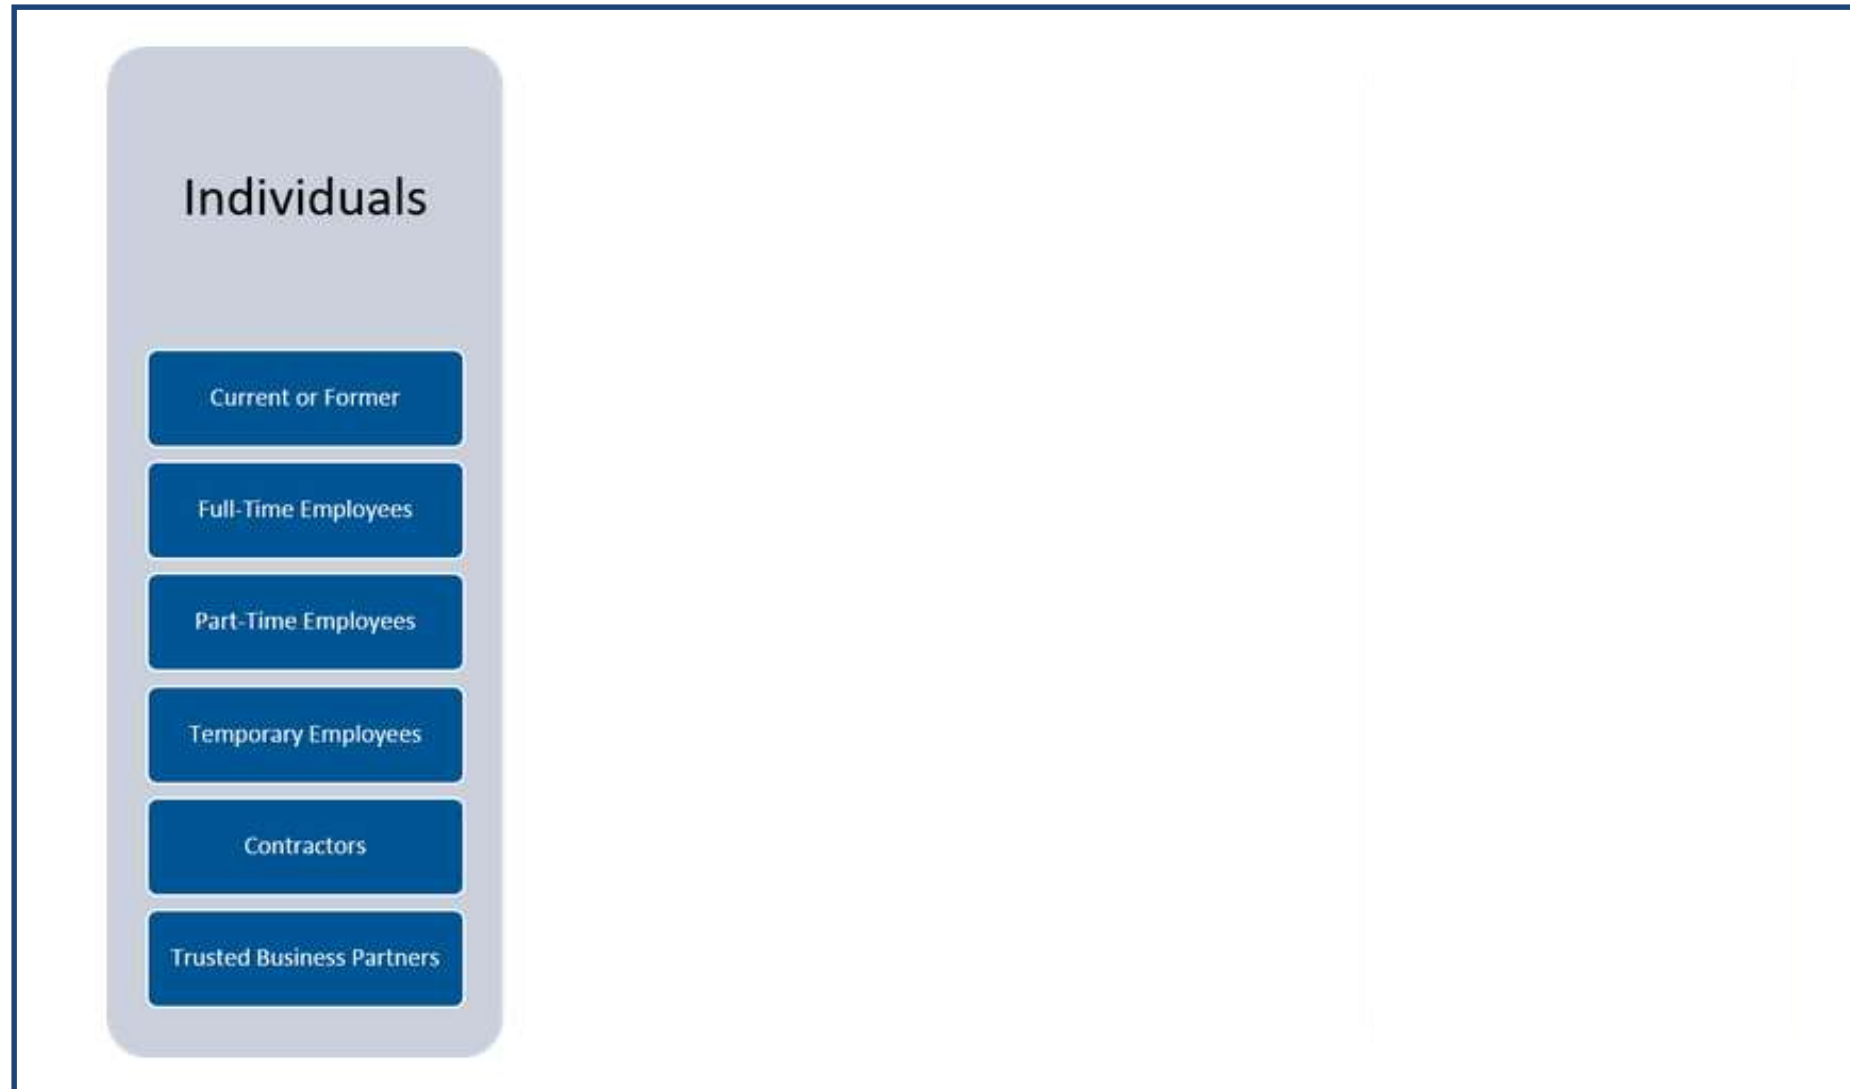 Individuals
Current or Former
Full-Time Employees
Part-Time Employees
Temporary Employees
Contractors
Trusted Business Partners